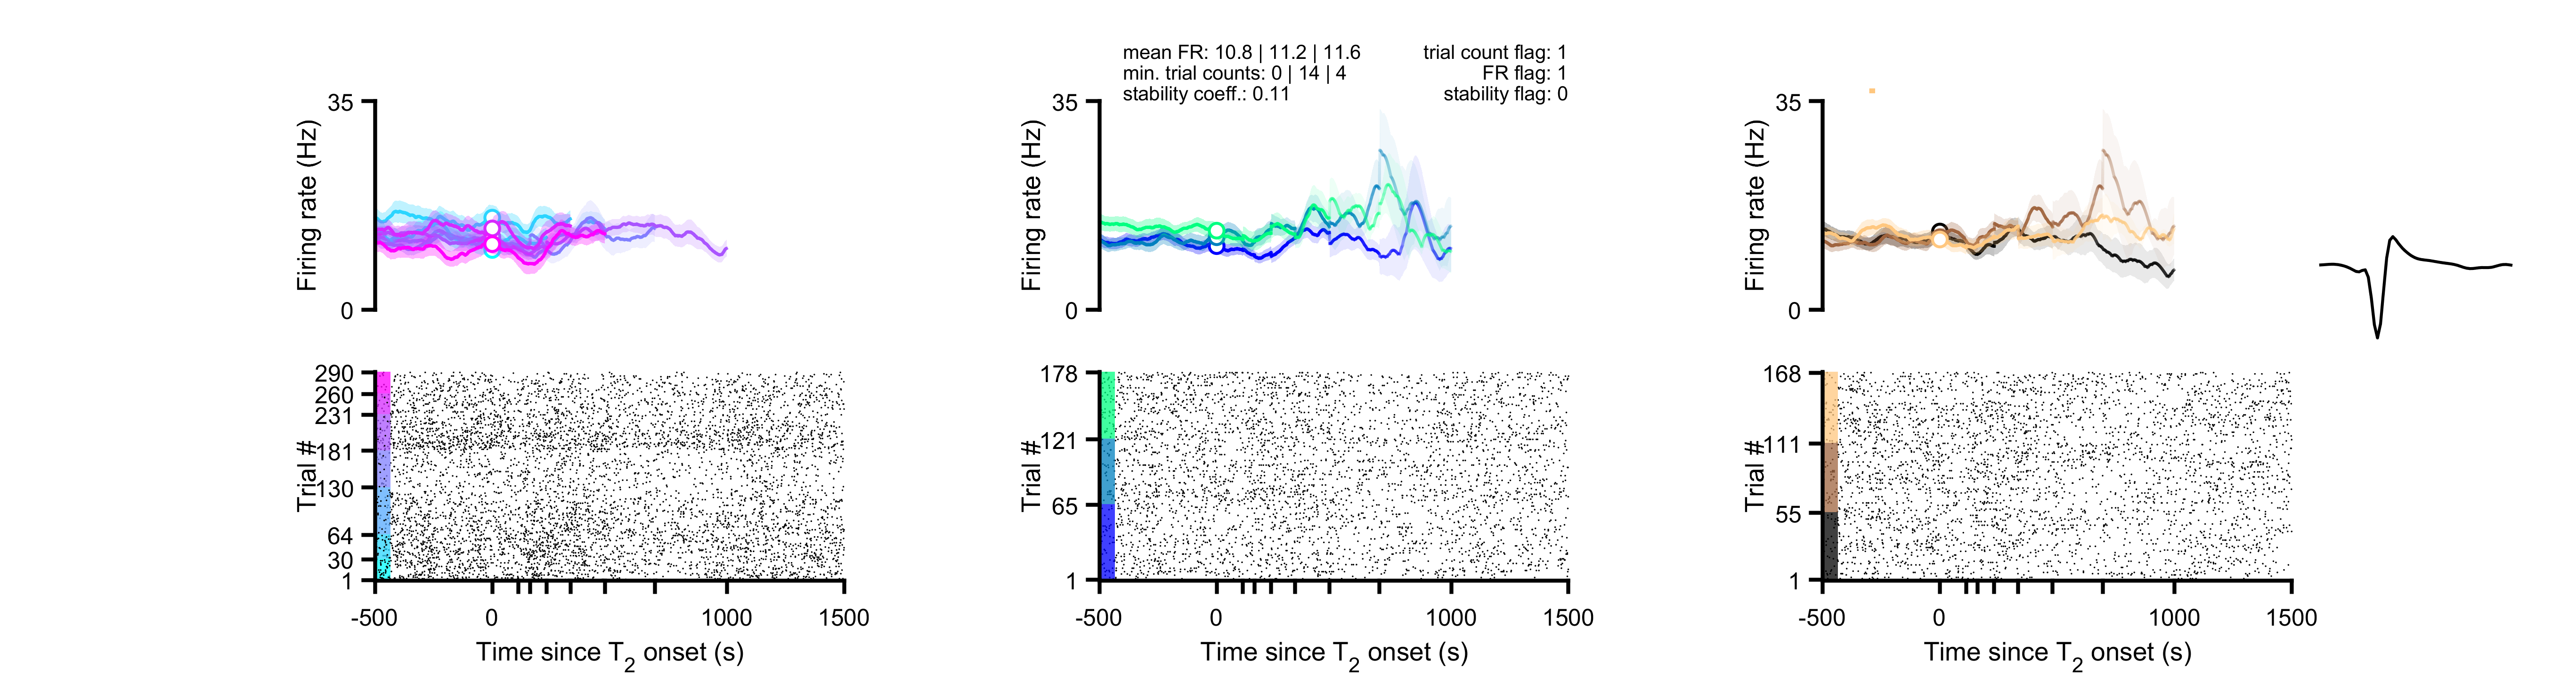 mean FR: 10.8 | 11.2 | 11.6
min. trial counts: 0 | 14 | 4
stability coeff.: 0.11
trial count flag: 1
FR flag: 1
stability flag: 0
35
Firing rate (Hz)
0
35
Firing rate (Hz)
0
35
Firing rate (Hz)
0
290
260
231
181
130
64
30
1
Trial #
-500
0
1000
1500
Time since T2 onset (s)
178
121
65
1
Trial #
-500
0
1000
1500
Time since T2 onset (s)
168
111
55
1
Trial #
-500
0
1000
1500
Time since T2 onset (s)